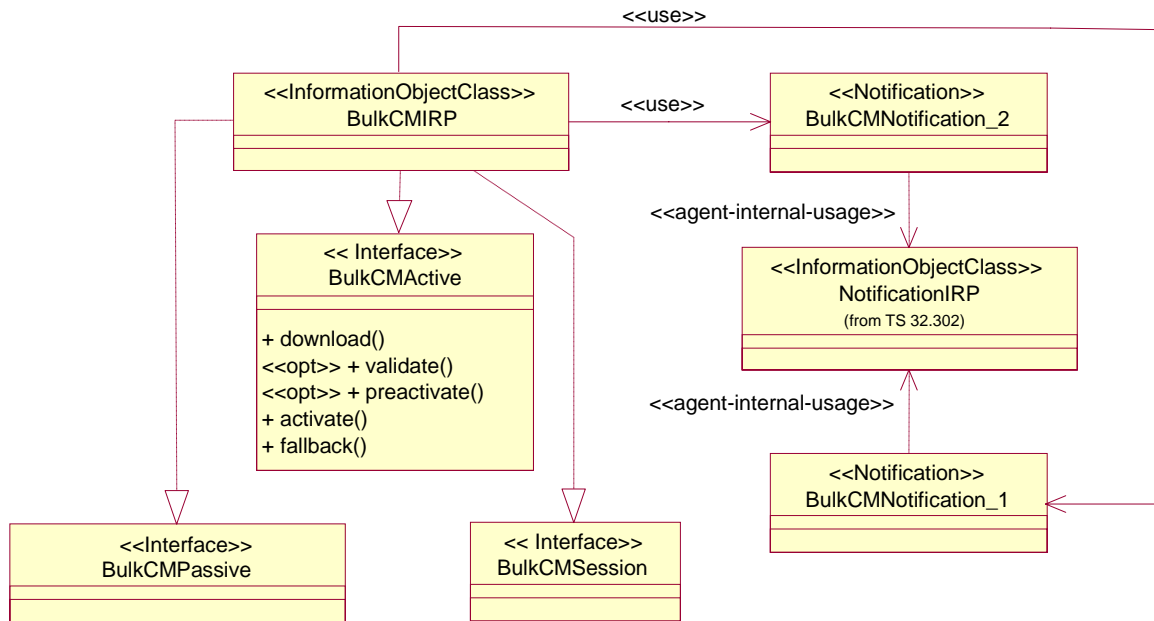 <<use>>
<<InformationObjectClass>>
BulkCMIRP
<<use>>
<<Notification>>
BulkCMNotification_2
<<agent-internal-usage>>
<< Interface>>
BulkCMActive
+ download()
<<opt>> + validate()
<<opt>> + preactivate()
+ activate()
+ fallback()
<<InformationObjectClass>>
NotificationIRP
(from TS 32.302)
<<agent-internal-usage>>
<<Notification>>
BulkCMNotification_1
<<Interface>>
BulkCMPassive
<< Interface>>
BulkCMSession